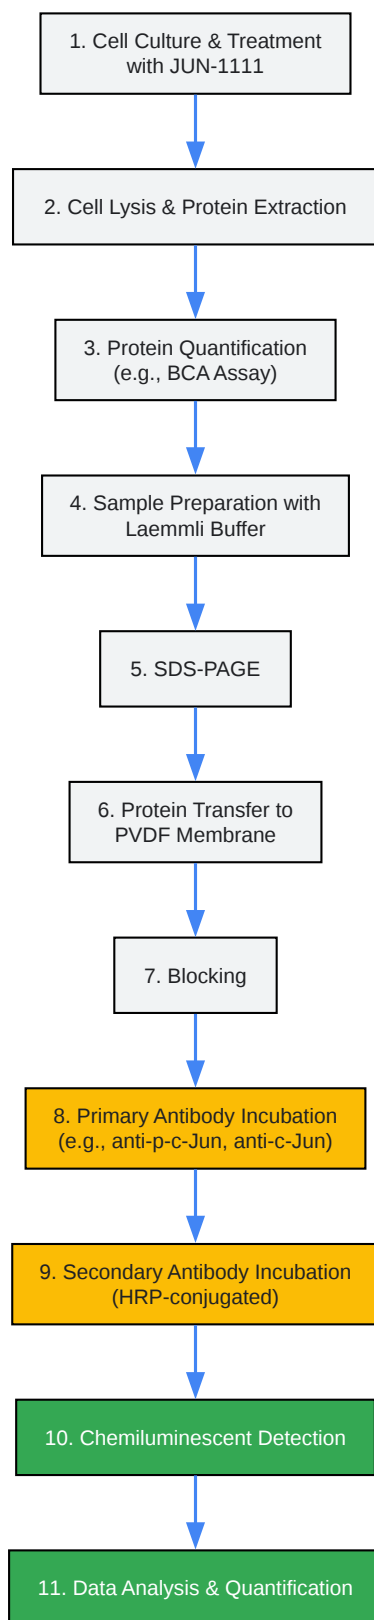 1. Cell Culture & Treatment
with JUN-1111
2. Cell Lysis & Protein Extraction
3. Protein Quantification
(e.g., BCA Assay)
4. Sample Preparation with
Laemmli Buffer
5. SDS-PAGE
6. Protein Transfer to
PVDF Membrane
7. Blocking
8. Primary Antibody Incubation
(e.g., anti-p-c-Jun, anti-c-Jun)
9. Secondary Antibody Incubation
(HRP-conjugated)
10. Chemiluminescent Detection
11. Data Analysis & Quantification